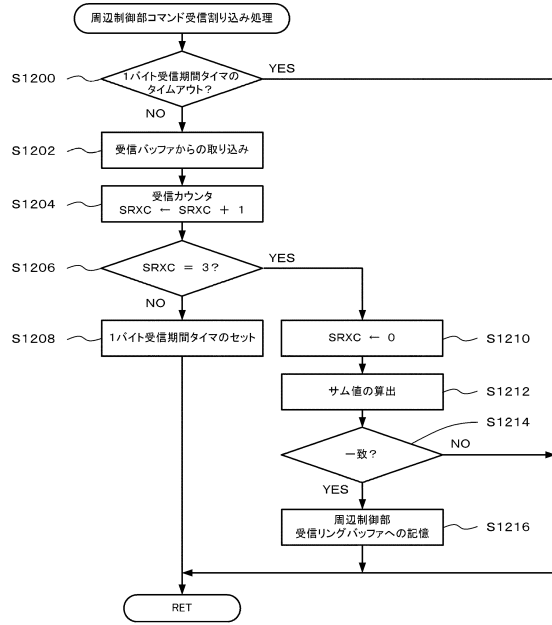 周辺制御部コマンド受信割り込み処理
S1200
1バイト受信期間タイマの
タイムアウト?
YES
NO
S1202
受信バッファからの取り込み
S1204
受信カウンタ
SRXC ← SRXC + 1
S1206
SRXC = 3?
YES
NO
S1208
1バイト受信期間タイマのセット
SRXC ← 0
S1210
サム値の算出
S1212
S1214
一致?
NO
YES
周辺制御部
受信リングバッファへの記憶
S1216
RET